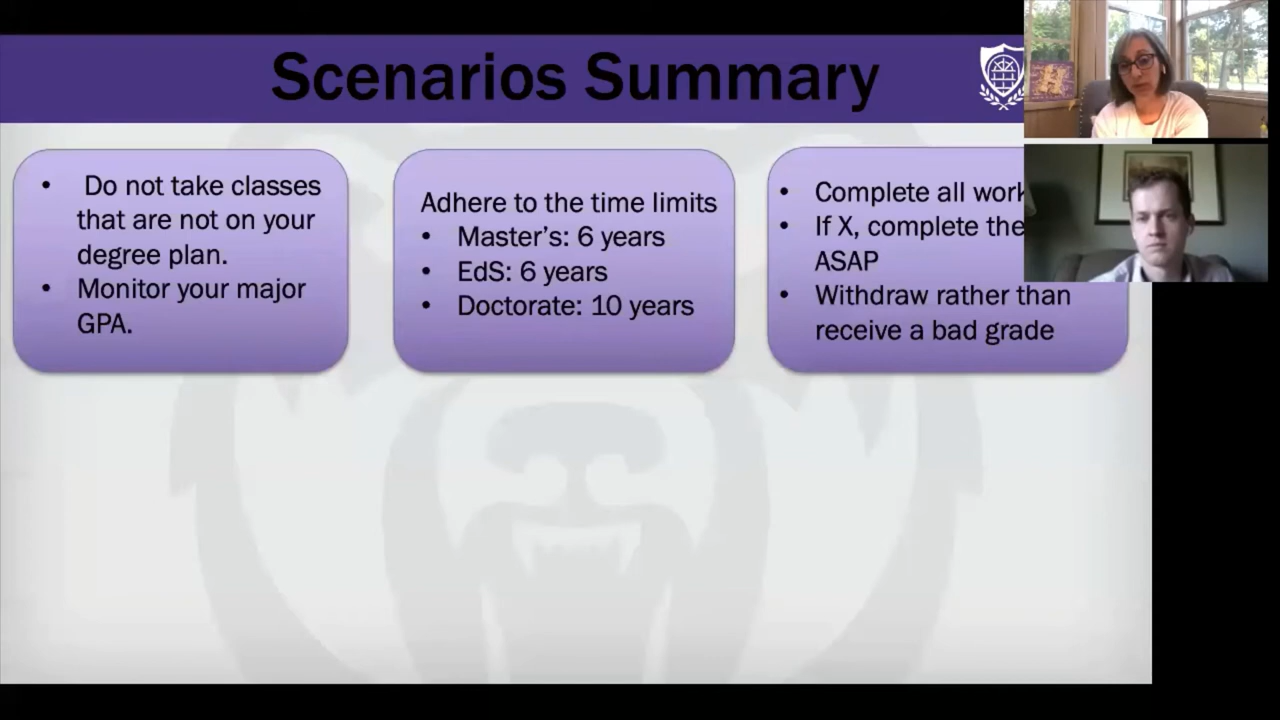 Scenarios Summary
• Do not take classes
that are not on your
degree plan.
• Monitor your major
GPA.
Adhere to the time limits
• Master's: 6 years
• EdS: 6 years
• Doctorate: 10 years
• Complete all work
• If X, complete the
ASAP
• Withdraw rather than
receive a bad grade